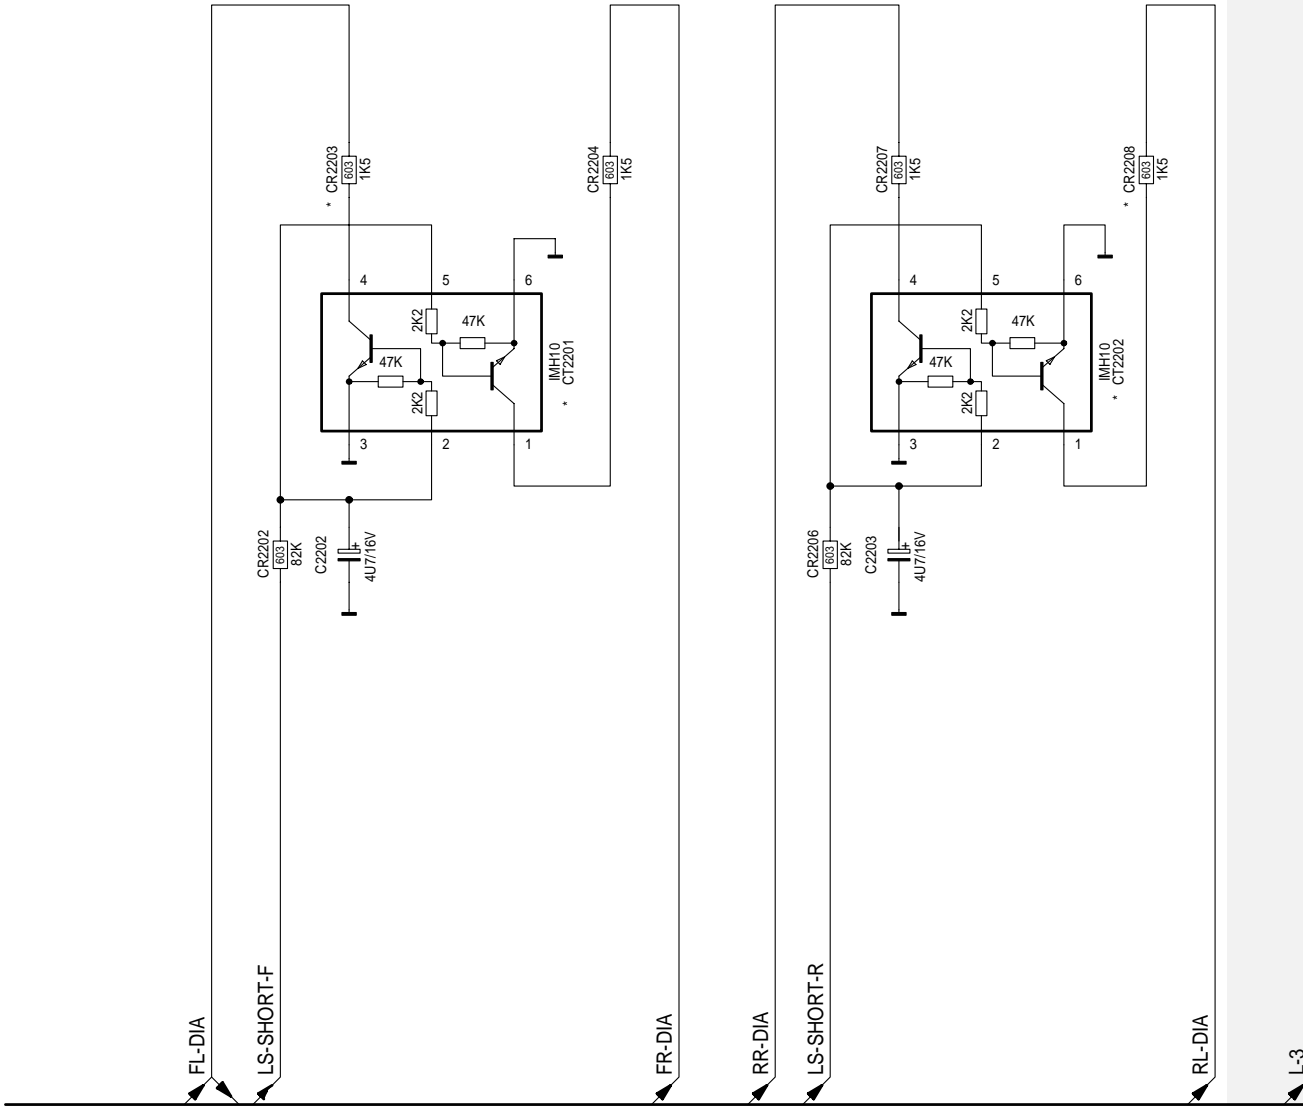 * CR2203
603
1K5
CR2204
603
1K5
CR2207
603
1K5
* CR2208
603
1K5
4
5
6
2K2
47K
47K
2K2
IMH10
* CT2201
3
2
1
4
5
6
2K2
47K
47K
2K2
IMH10
* CT2202
3
2
1
CR2202
603
82K
C2202
+
4U7/16V
CR2206
603
82K
C2203
+
4U7/16V
FL-DIA
LS-SHORT-F
FR-DIA
RR-DIA
LS-SHORT-R
RL-DIA
L-3